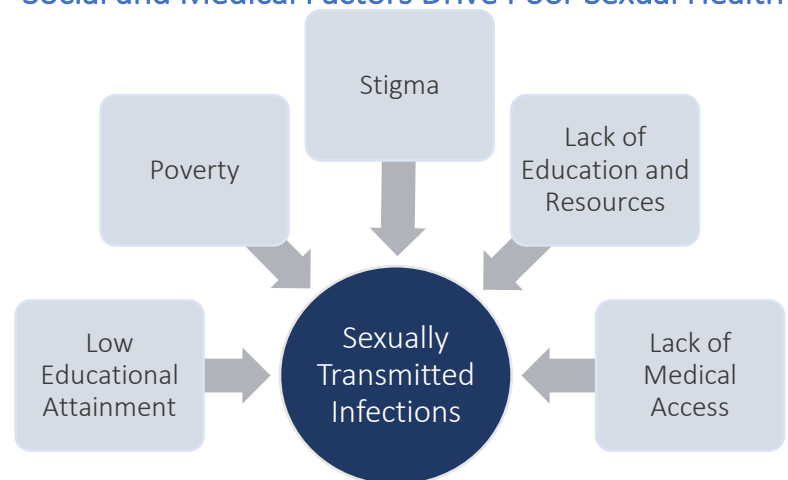 Social and Medical Factors Drive Poor Sexual Health
Stigma
Poverty
Lack of
Education and
Resources
Low
Educational
Attainment
Sexually
Transmitted
Infections
Lack of
Medical
Access